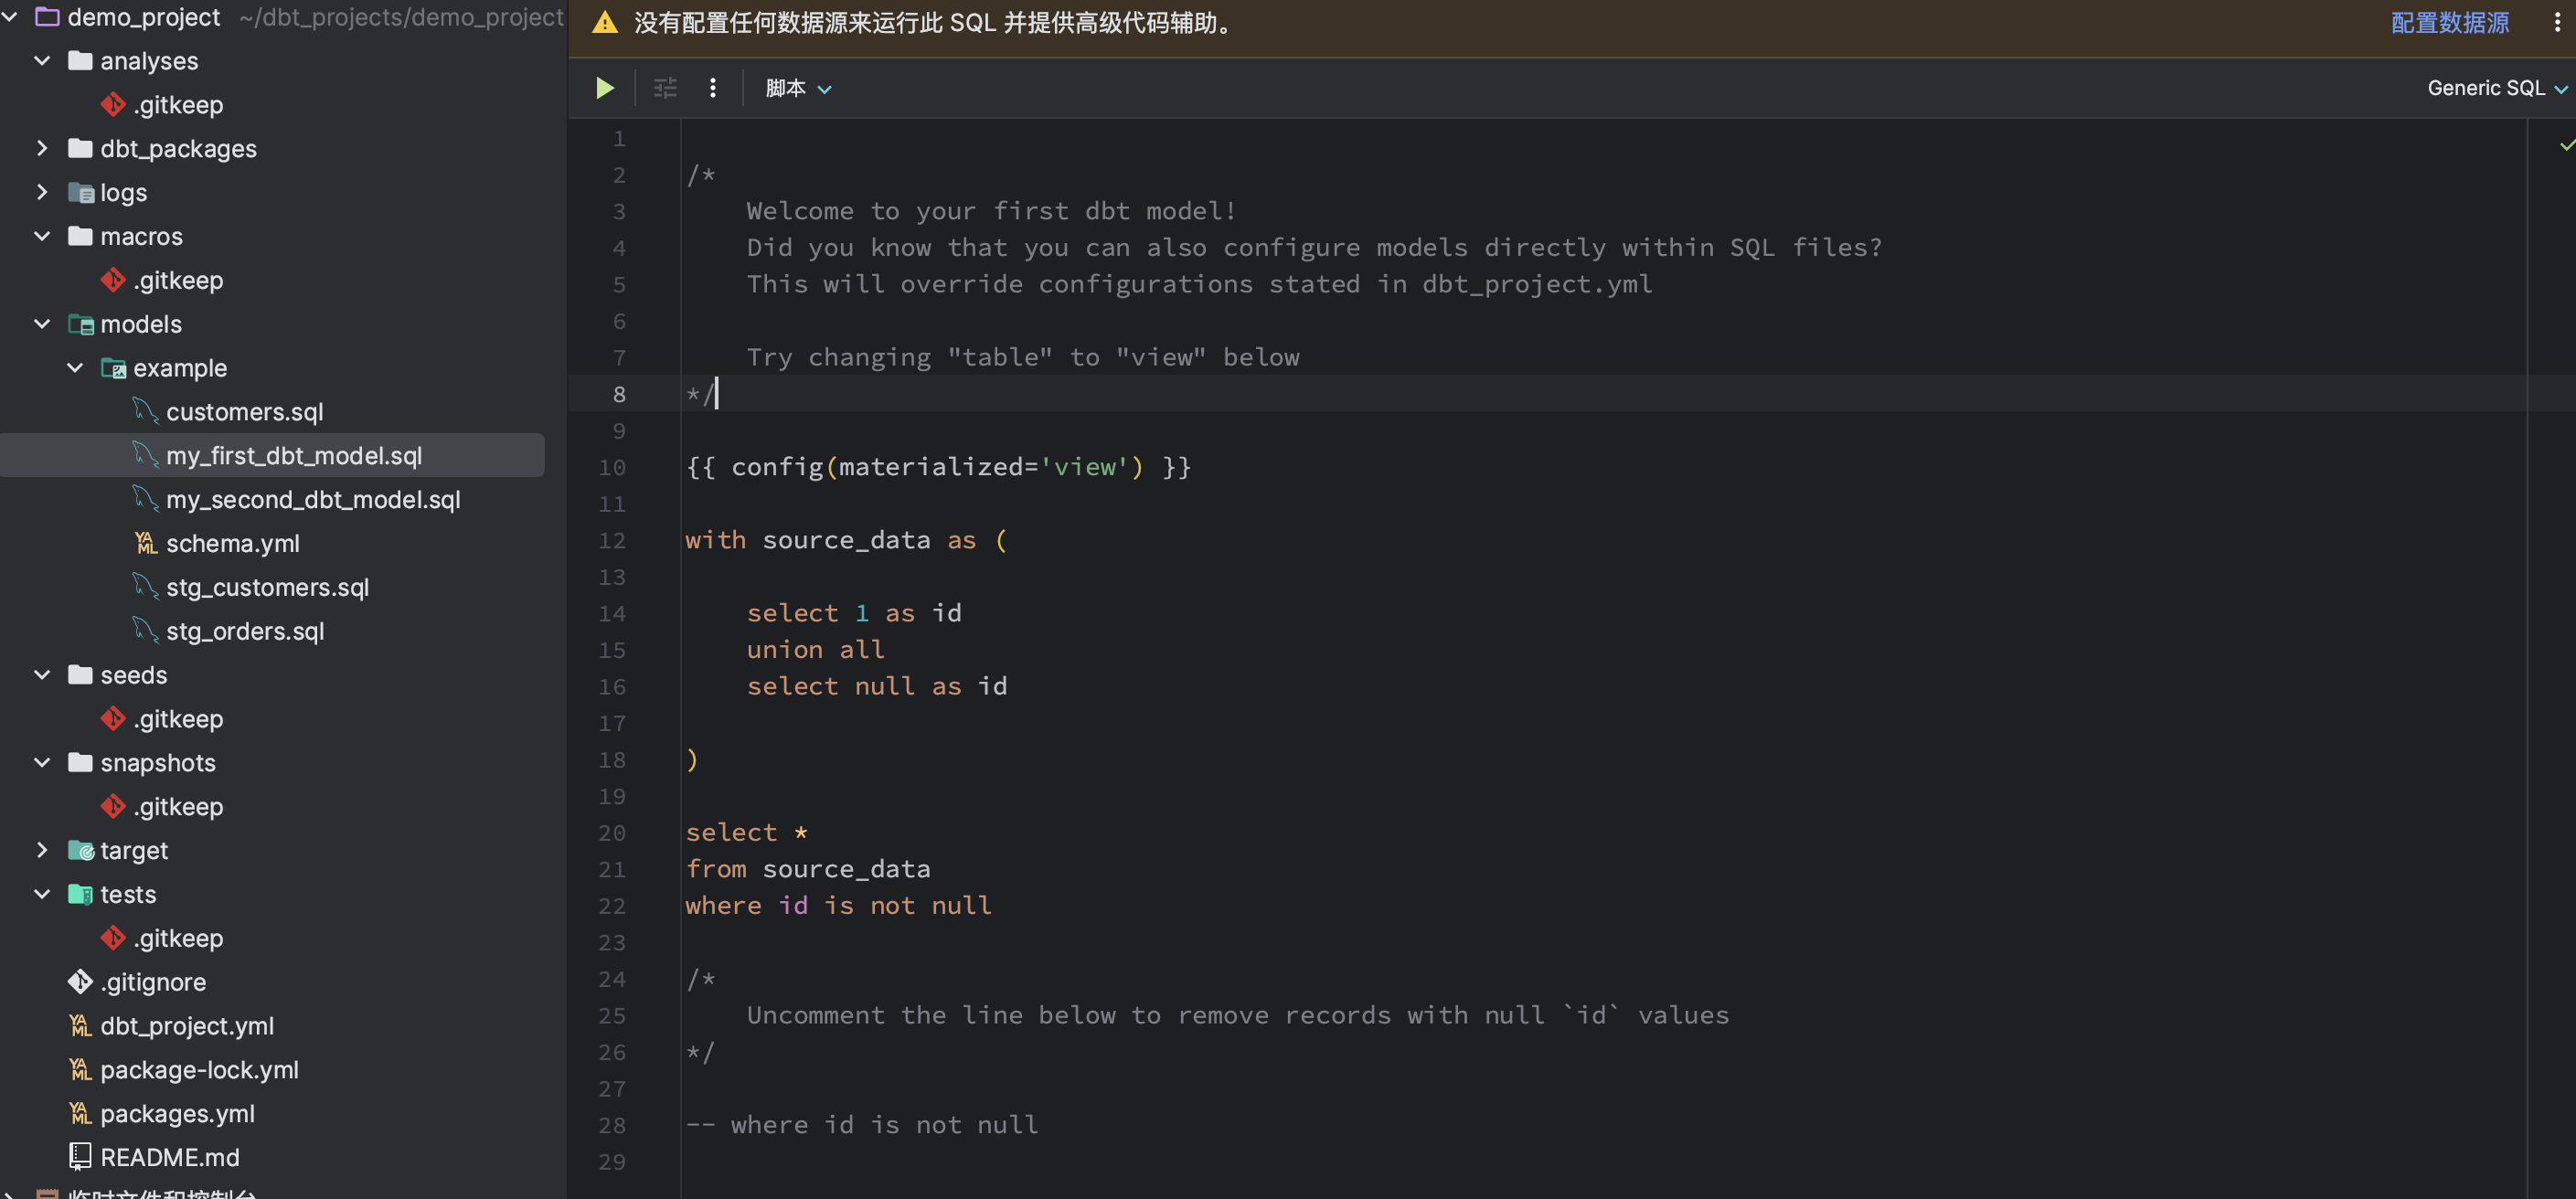 demo_project ~/dbt_projects/demo_project
analyses
.gitkeep
dbt_packages
logs
macros
.gitkeep
models
example
customers.sql
my_first_dbt_model.sql
my_second_dbt_model.sql
schema.yml
stg_customers.sql
stg_orders.sql
seeds
.gitkeep
snapshots
.gitkeep
target
tests
.gitkeep
.gitignore
dbt_project.yml
package-lock.yml
packages.yml
README.md
临时文件和控制台
没有配置任何数据源来运行此 SQL 并提供高级代码辅助。 配置数据源
脚本 Generic SQL
1
2 /*
3 Welcome to your first dbt model!
4 Did you know that you can also configure models directly within SQL files?
5 This will override configurations stated in dbt_project.yml
6
7 Try changing "table" to "view" below
8 */
9
10 {{ config(materialized='view') }}
11
12 with source_data as (
13
14 select 1 as id
15 union all
16 select null as id
17
18 )
19
20 select *
21 from source_data
22 where id is not null
23
24 /*
25 Uncomment the line below to remove records with null `id` values
26 */
27
28 -- where id is not null
29